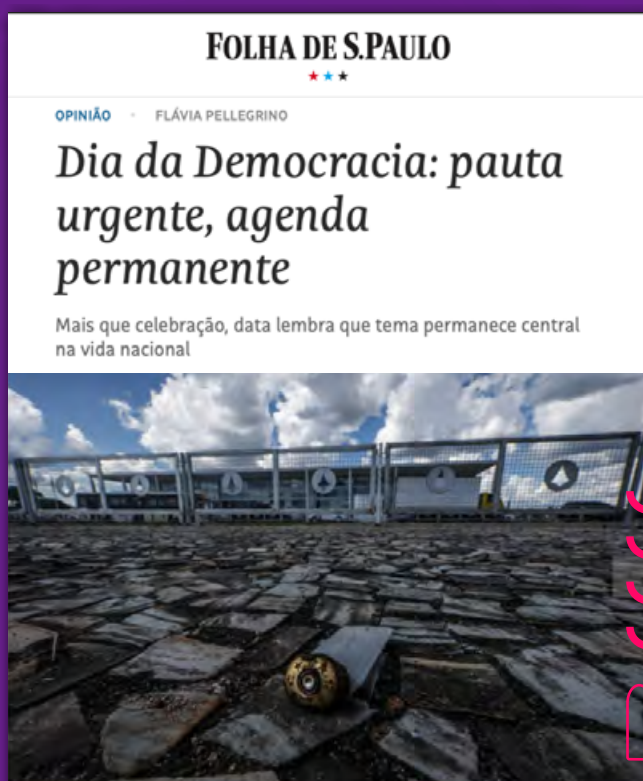 FOLHA DE S.PAULO
OPINIÃO • FLÁVIA PELLEGRINO
Dia da Democracia: pauta
urgente, agenda
permanente
Mais que celebração, data lembra que tema permanece central
na vida nacional